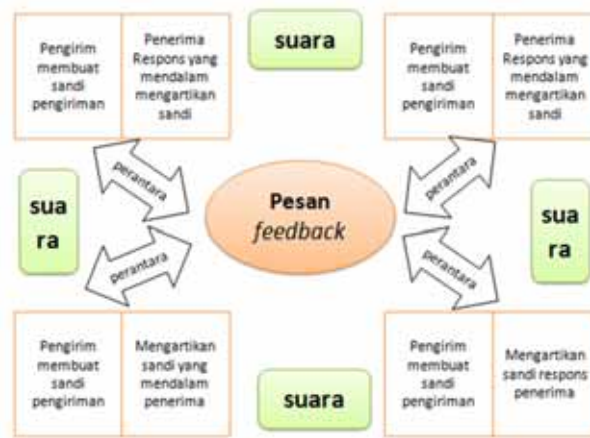 Pengirim
membuat
sandi
pengiriman
Penerima
Respons yang
mendalam
mengartikan
sandi
suara
Pengirim
membuat
sandi
pengiriman
Penerima
Respons yang
mendalam
mengartikan
sandi
perantara
perantara
sua
ra
Pesan
feedback
sua
ra
perantara
perantara
Pengirim
membuat
sandi
pengiriman
Mengartikan
sandi yang
mendalam
penerima
suara
Pengirim
membuat
sandi
pengiriman
Mengartikan
sandi respons
penerima